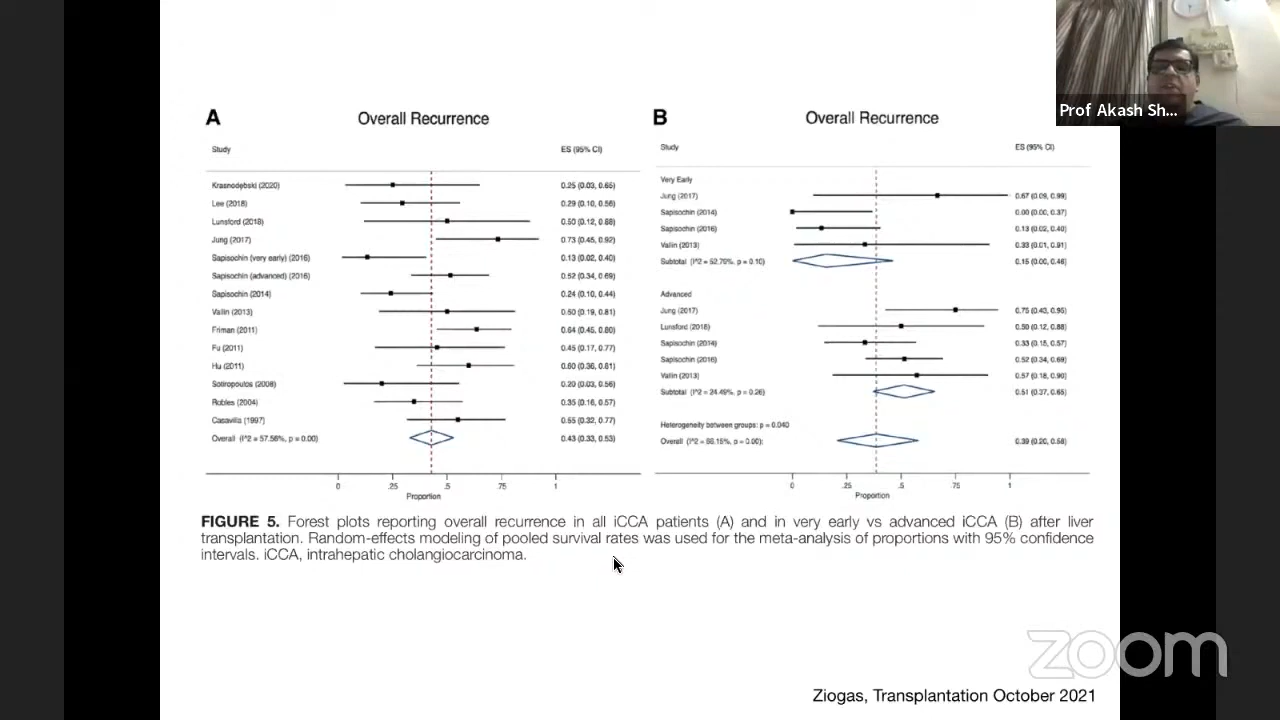 Prof Akash Sh...
A
Overall Recurrence
Study
ES (95% CI)
Krasnodębski (2020) 0.25 (0.03, 0.65)
Lee (2018) 0.29 (0.10, 0.56)
Lunsford (2018) 0.50 (0.12, 0.88)
Jung (2017) 0.73 (0.45, 0.92)
Sapisochin (very early) (2016) 0.13 (0.02, 0.40)
Sapisochin (advanced) (2016) 0.52 (0.34, 0.69)
Sapisochin (2014) 0.24 (0.10, 0.44)
Vallin (2013) 0.50 (0.19, 0.81)
Friman (2011) 0.64 (0.45, 0.80)
Fu (2011) 0.45 (0.17, 0.77)
Hu (2011) 0.60 (0.36, 0.81)
Sotiropoulos (2008) 0.20 (0.03, 0.56)
Robles (2004) 0.35 (0.16, 0.57)
Casavilla (1997) 0.55 (0.32, 0.77)
Overall (I^2 = 57.56%, p = 0.00) 0.43 (0.33, 0.53)
0 .25 .5 .75 1
Proportion
B
Overall Recurrence
Study
ES (95% CI)
Very Early
Jung (2017) 0.67 (0.09, 0.99)
Sapisochin (2014) 0.00 (0.00, 0.37)
Sapisochin (2016) 0.13 (0.02, 0.40)
Vallin (2013) 0.33 (0.01, 0.91)
Subtotal (I^2 = 52.70%, p = 0.10) 0.15 (0.00, 0.46)
Advanced
Jung (2017) 0.75 (0.43, 0.95)
Lunsford (2018) 0.50 (0.12, 0.88)
Sapisochin (2014) 0.33 (0.15, 0.57)
Sapisochin (2016) 0.52 (0.34, 0.69)
Vallin (2013) 0.57 (0.18, 0.90)
Subtotal (I^2 = 24.49%, p = 0.26) 0.51 (0.37, 0.65)
Heterogeneity between groups: p = 0.040
Overall (I^2 = 66.15%, p = 0.00); 0.39 (0.20, 0.58)
0 .25 .5 .75 1
Proportion
FIGURE 5. Forest plots reporting overall recurrence in all iCCA patients (A) and in very early vs advanced iCCA (B) after liver
transplantation. Random-effects modeling of pooled survival rates was used for the meta-analysis of proportions with 95% confidence
intervals. iCCA, intrahepatic cholangiocarcinoma.
zoom
Ziogas, Transplantation October 2021